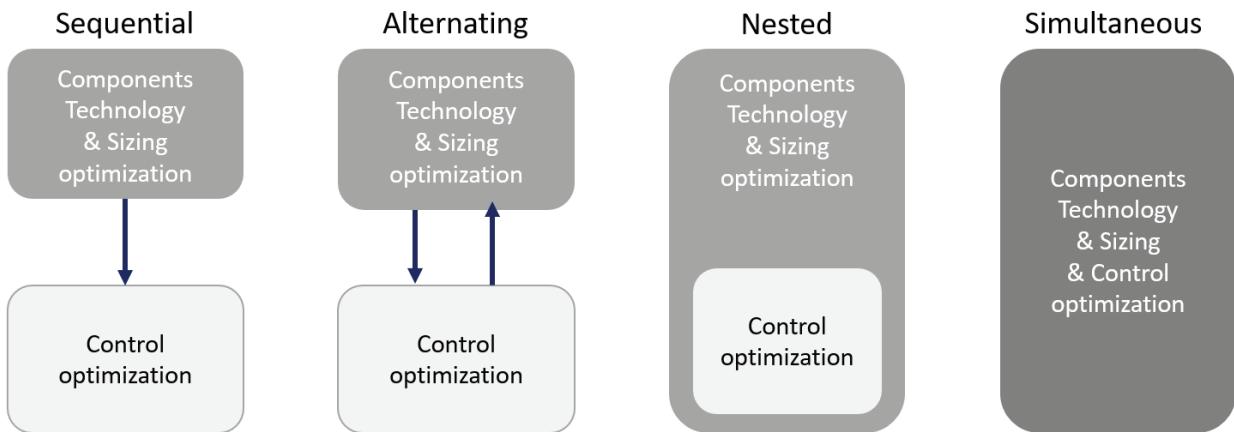 Sequential
Components
Technology
& Sizing
optimization
Control
optimization
Alternating
Components
Technology
& Sizing
optimization
Control
optimization
Nested
Components
Technology
& Sizing
optimization
Control
optimization
Simultaneous
Components
Technology
& Sizing
& Control
optimization